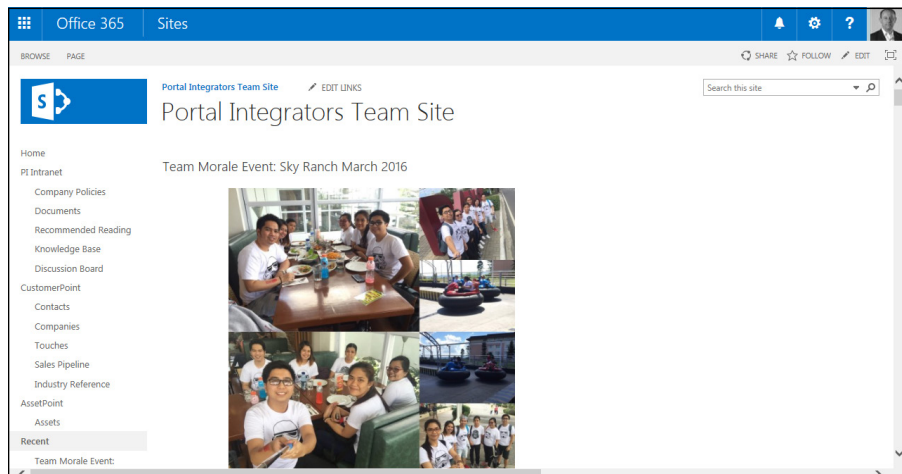 Office 365 Sites ?
BROWSE PAGE SHARE FOLLOW EDIT
S
Portal Integrators Team Site EDIT LINKS
Search this site
Portal Integrators Team Site
Home
PI Intranet
Company Policies
Documents
Recommended Reading
Knowledge Base
Discussion Board
CustomerPoint
Contacts
Companies
Touches
Sales Pipeline
Industry Reference
AssetPoint
Assets
Recent
Team Morale Event:
Team Morale Event: Sky Ranch March 2016